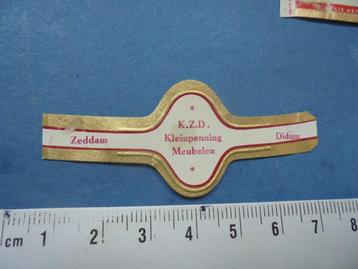 K.Z.D.
Zeddam Kleinpenning Didam
Meubelen
cm 1 2 3 4 5 6 7 8